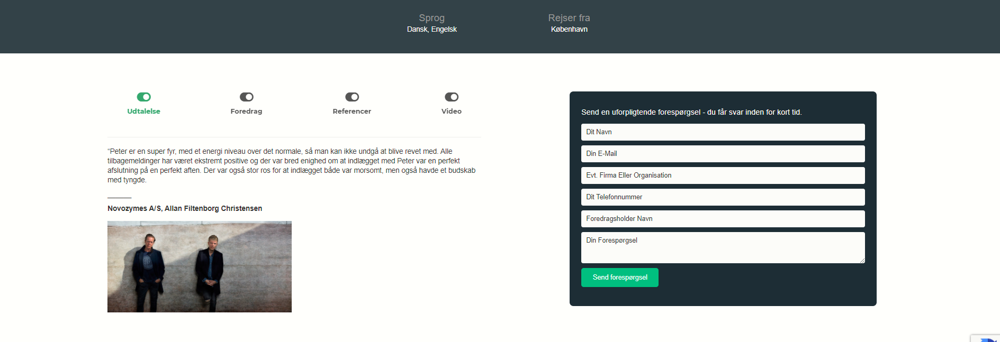 Sprog
Dansk, Engelsk
Rejser fra
København
Udtalelse
Foredrag
Referencer
Video
“Peter er en super fyr, med et energi niveau over det normale, så man kan ikke undgå at blive revet med. Alle
tilbagemeldinger har været ekstremt positive og der var bred enighed om at indlægget med Peter var en perfekt
afslutning på en perfekt aften. Der var også stor ros for at indlægget både var morsomt, men også havde et budskab
med tyngde.
Novozymes A/S, Allan Filtenborg Christensen
Send en uforpligtende forespørgsel - du får svar inden for kort tid.
Dit Navn
Din E-Mail
Evt. Firma Eller Organisation
Dit Telefonnummer
Foredragsholder Navn
Din Forespørgsel
Send forespørgsel